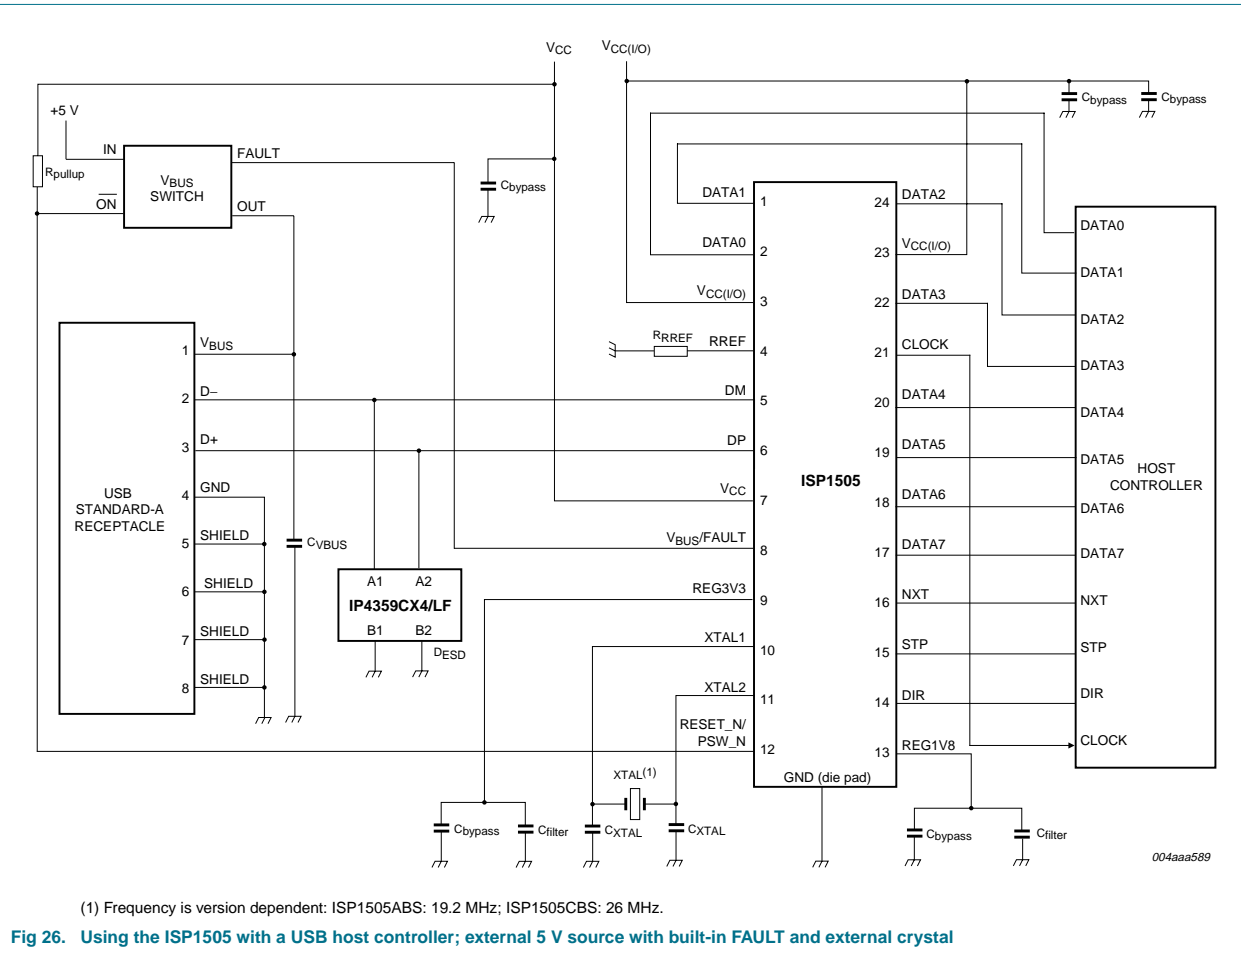 VCC
VCC(I/O)
+5 V
Cbypass
Cbypass
IN
FAULT
Rpullup
VBUS
SWITCH
ON
OUT
Cbypass
DATA1
1
24
DATA2
DATA0
2
23
VCC(I/O)
VCC(I/O)
3
22
DATA3
RRREF
RREF
4
21
CLOCK
DM
5
20
DATA4
DP
6
19
DATA5
ISP1505
VCC
7
18
DATA6
VBUS/FAULT
8
17
DATA7
REG3V3
9
16
NXT
XTAL1
10
15
STP
XTAL2
11
14
DIR
RESET_N/
PSW_N
12
13
REG1V8
GND (die pad)
DATA0
DATA1
DATA2
DATA3
DATA4
DATA5
HOST
CONTROLLER
DATA6
DATA7
NXT
STP
DIR
CLOCK
1
VBUS
2
D−
3
D+
USB
STANDARD-A
RECEPTACLE
4
GND
5
SHIELD
6
SHIELD
7
SHIELD
8
SHIELD
CVBUS
A1
A2
IP4359CX4/LF
B1
B2
DESD
XTAL(1)
Cbypass
Cfilter
CXTAL
CXTAL
Cbypass
Cfilter
004aaa589
(1) Frequency is version dependent: ISP1505ABS: 19.2 MHz; ISP1505CBS: 26 MHz.
Fig 26. Using the ISP1505 with a USB host controller; external 5 V source with built-in FAULT and external crystal